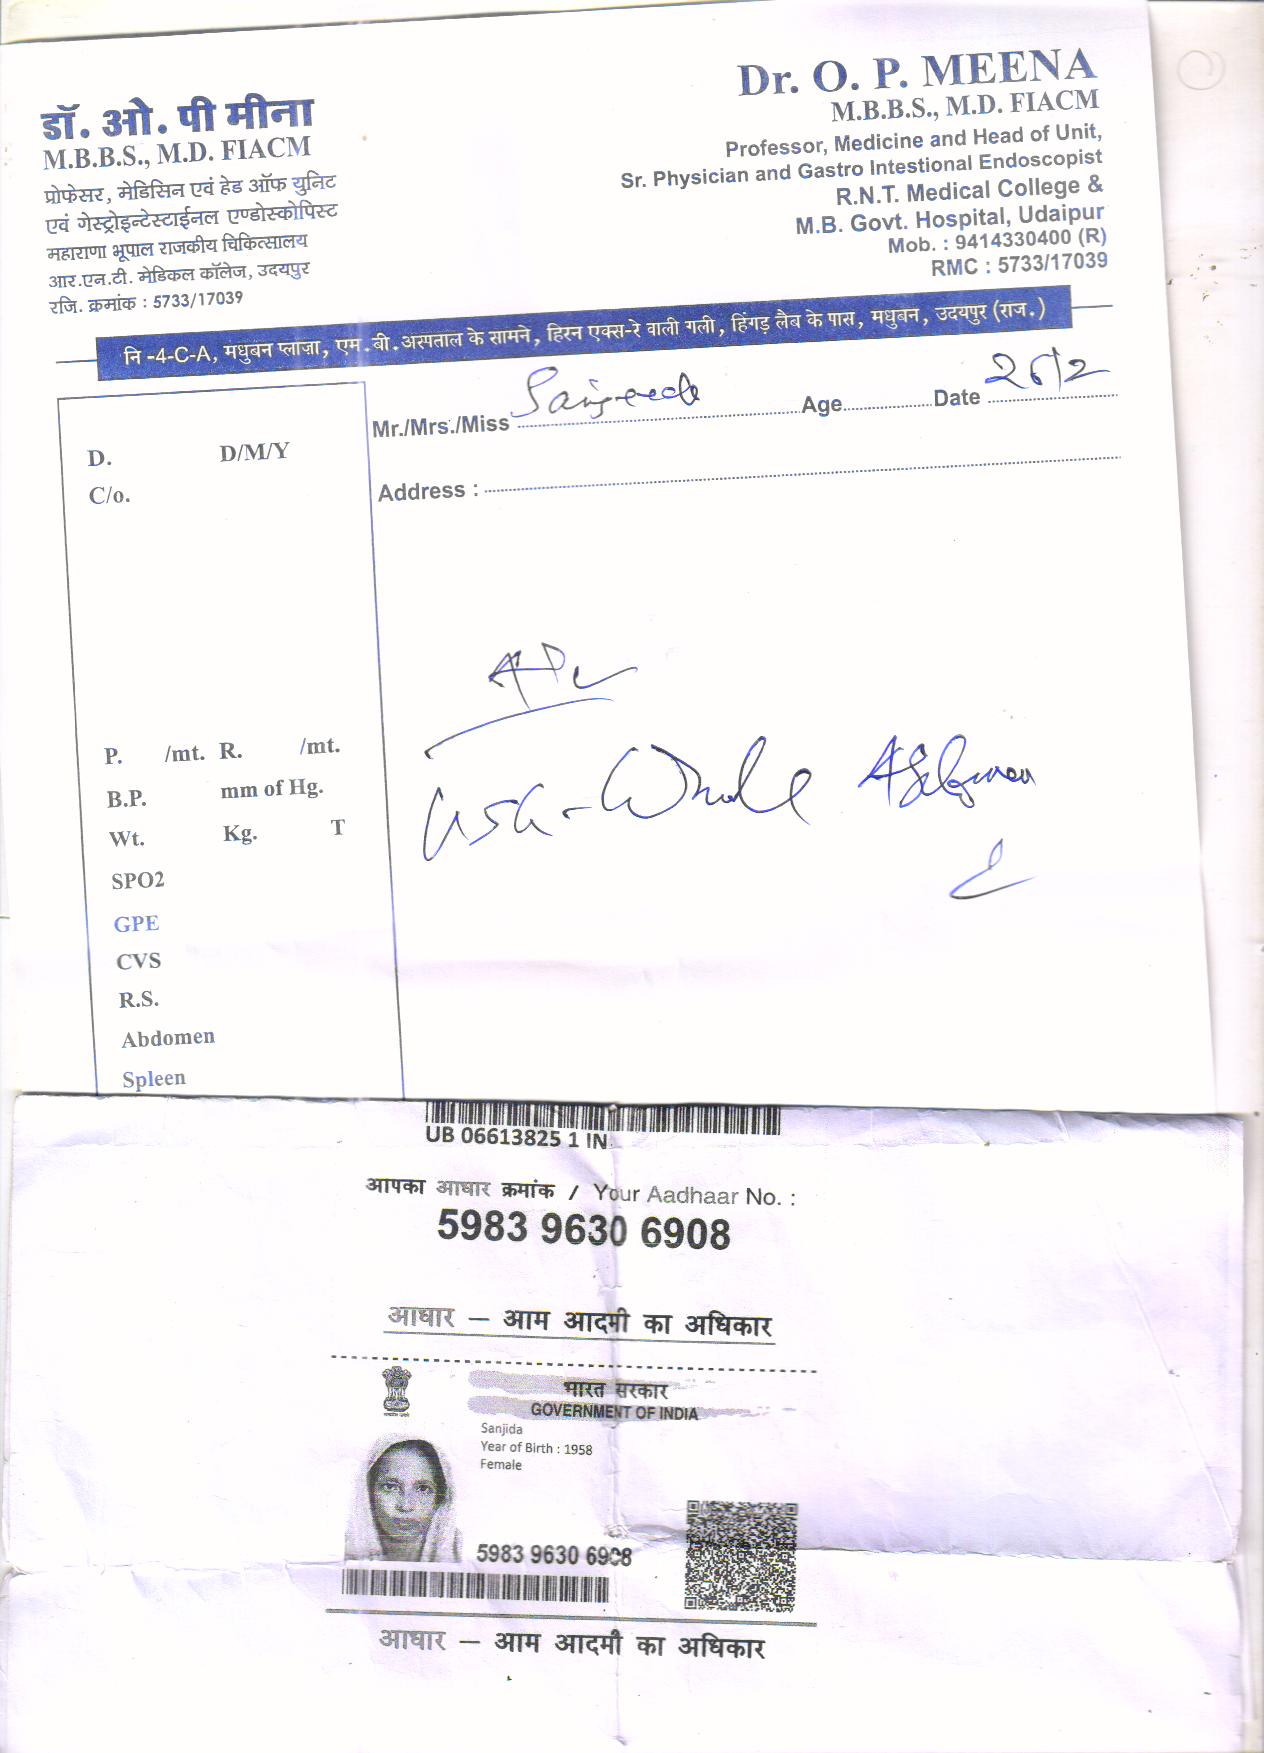 डॉ. ओ. पी मीना
M.B.B.S., M.D. FIACM
प्रोफेसर, मेडिसिन एवं हेड ऑफ युनिट
एवं गेस्ट्रोइन्टेस्टाईनल एण्डोस्कोपिस्ट
महाराणा भूपाल राजकीय चिकित्सालय
आर.एन.टी. मेडिकल कॉलेज, उदयपुर
रजि. क्रमांक : 5733/17039
Dr. O. P. MEENA
M.B.B.S., M.D. FIACM
Professor, Medicine and Head of Unit,
Sr. Physician and Gastro Intestional Endoscopist
R.N.T. Medical College &
M.B. Govt. Hospital, Udaipur
Mob. : 9414330400 (R)
RMC : 5733/17039
नि -4-C-A, मधुबन प्लाज़ा, एम.बी.अस्पताल के सामने, हिरन एक्स-रे वाली गली, हिंगड़ लैब के पास, मधुबन, उदयपुर (राज.)
Mr./Mrs./Miss Age Date 26/2
Address :
D. D/M/Y
C/o.
P. /mt. R. /mt.
B.P. mm of Hg.
Wt. Kg. T
SPO2
GPE
CVS
R.S.
Abdomen
Spleen
Whole
UB 06613825 1 IN
आपका आधार क्रमांक / Your Aadhaar No. :
5983 9630 6908
आधार – आम आदमी का अधिकार
भारत सरकार
GOVERNMENT OF INDIA
Sanjida
Year of Birth : 1958
Female
5983 9630 6908
आधार – आम आदमी का अधिकार